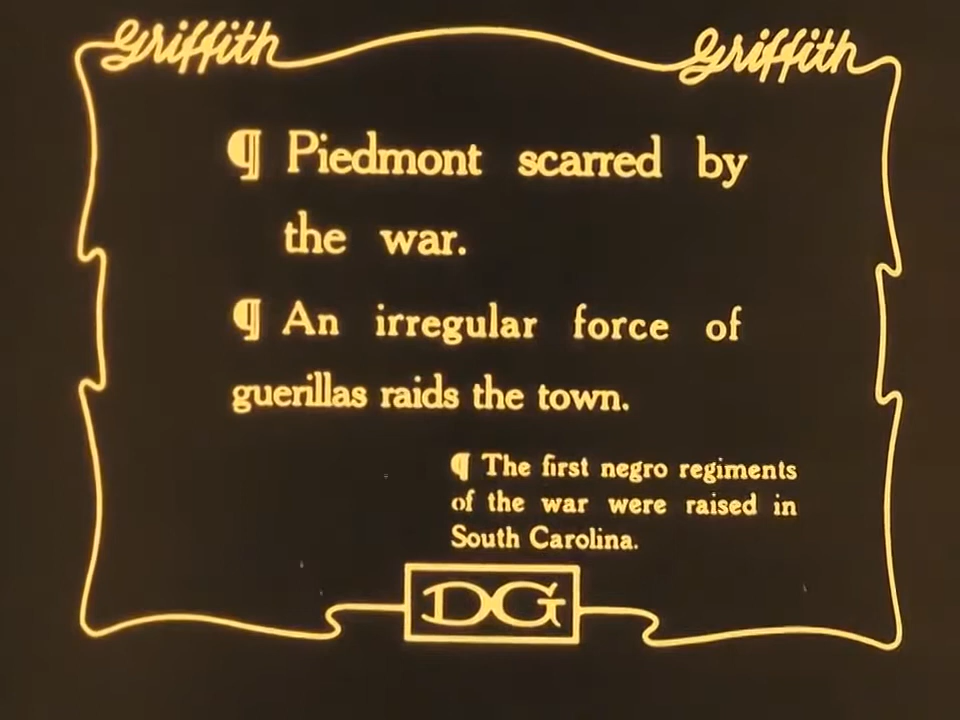 Griffith Griffith
¶ Piedmont scarred by
the war.
¶ An irregular force of
guerillas raids the town.
¶ The first negro regiments
of the war were raised in
South Carolina.
DG